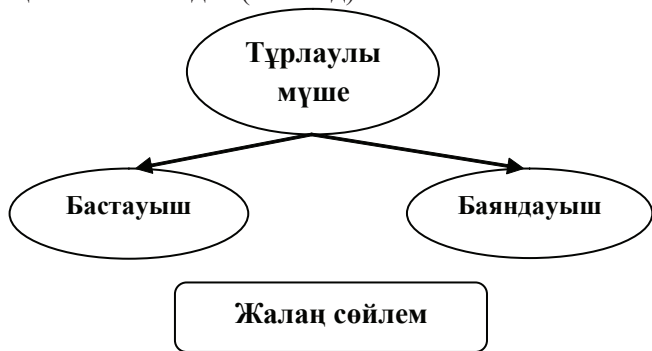 Тұрлаулы
мүше
Бастауыш
Баяндауыш
Жалаң сөйлем